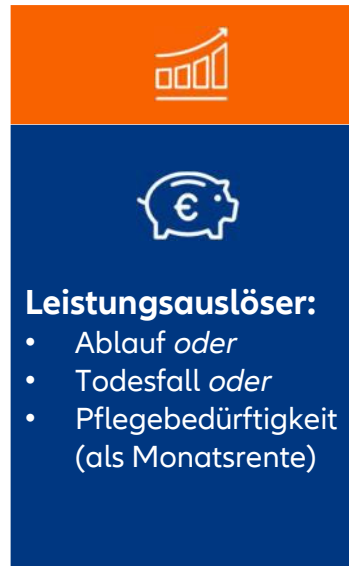 €
Leistungsauslöser:
• Ablauf oder
• Todesfall oder
• Pflegebedürftigkeit
(als Monatsrente)